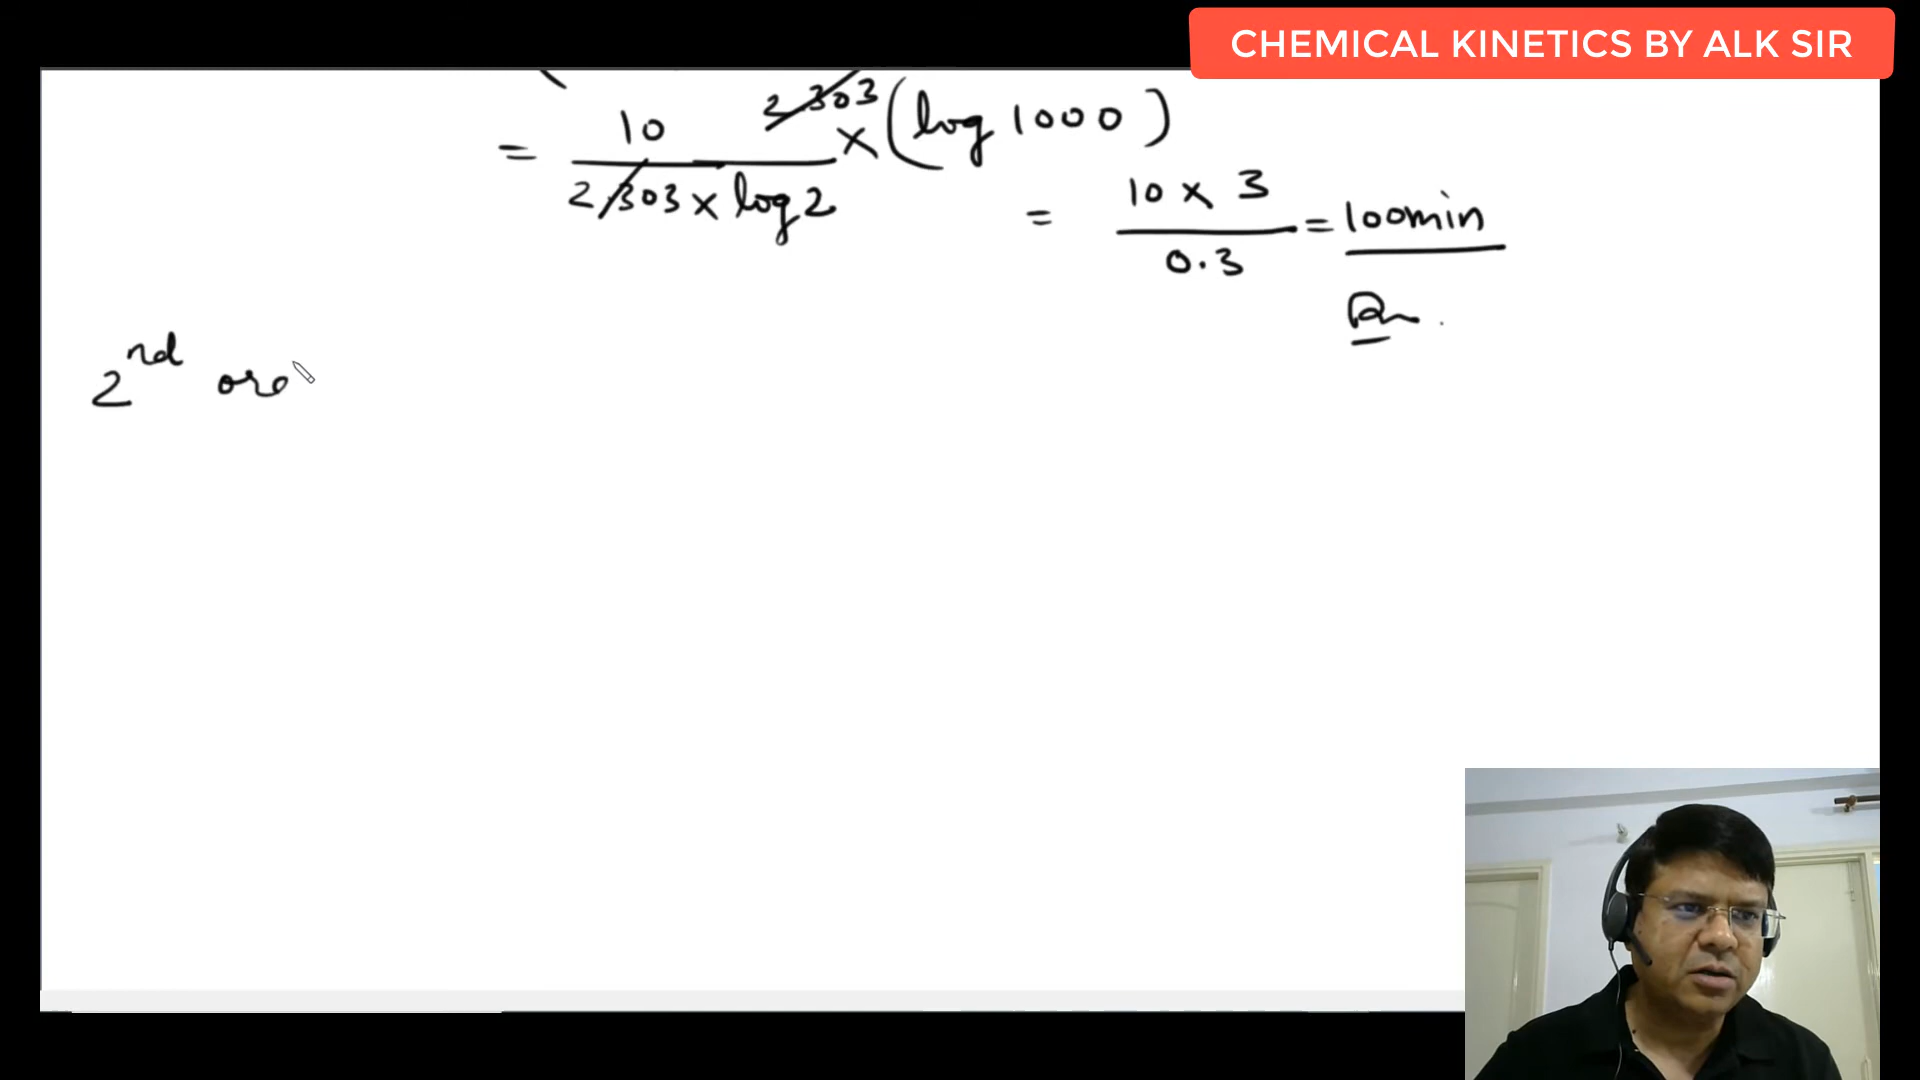 CHEMICAL KINETICS BY ALK SIR
= 10 2.303 / 2.303 x log 2 x (log 1000)
= 10 x 3 / 0.3 = 100min
2nd ord